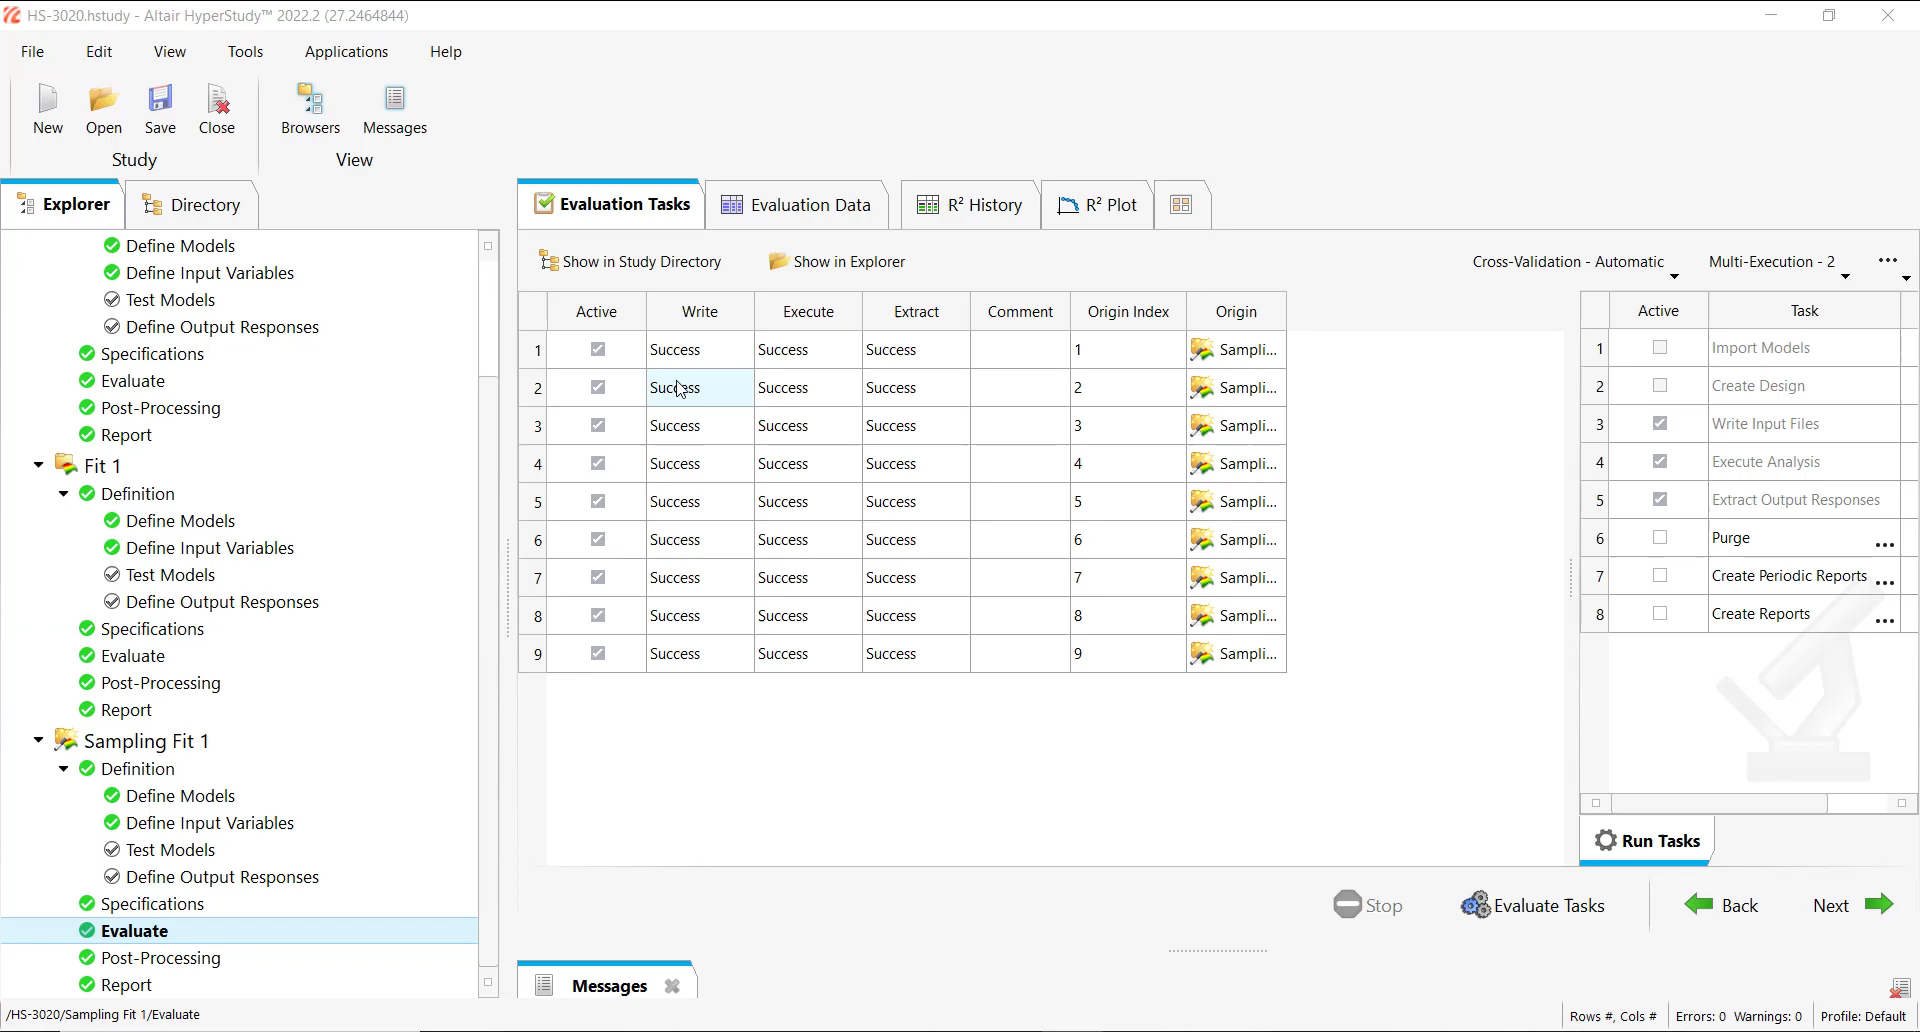 HS-3020.hstudy - Altair HyperStudy™ 2022.2 (27.2464844)
File Edit View Tools Applications Help
New Open Save Close Browsers Messages
Study View
Explorer Directory
Define Models
Define Input Variables
Test Models
Define Output Responses
Specifications
Evaluate
Post-Processing
Report
Fit 1
Definition
Define Models
Define Input Variables
Test Models
Define Output Responses
Specifications
Evaluate
Post-Processing
Report
Sampling Fit 1
Definition
Define Models
Define Input Variables
Test Models
Define Output Responses
Specifications
Evaluate
Post-Processing
Report
Evaluation Tasks Evaluation Data R² History R² Plot
Show in Study Directory Show in Explorer Cross-Validation - Automatic Multi-Execution - 2 ...
Active Write Execute Extract Comment Origin Index Origin
1 Success Success Success 1 Sampli...
2 Success Success Success 2 Sampli...
3 Success Success Success 3 Sampli...
4 Success Success Success 4 Sampli...
5 Success Success Success 5 Sampli...
6 Success Success Success 6 Sampli...
7 Success Success Success 7 Sampli...
8 Success Success Success 8 Sampli...
9 Success Success Success 9 Sampli...
Active Task
1 Import Models
2 Create Design
3 Write Input Files
4 Execute Analysis
5 Extract Output Responses
6 Purge ...
7 Create Periodic Reports ...
8 Create Reports ...
Run Tasks
Stop Evaluate Tasks Back Next
Messages
/HS-3020/Sampling Fit 1/Evaluate Rows #, Cols # Errors: 0 Warnings: 0 Profile: Default